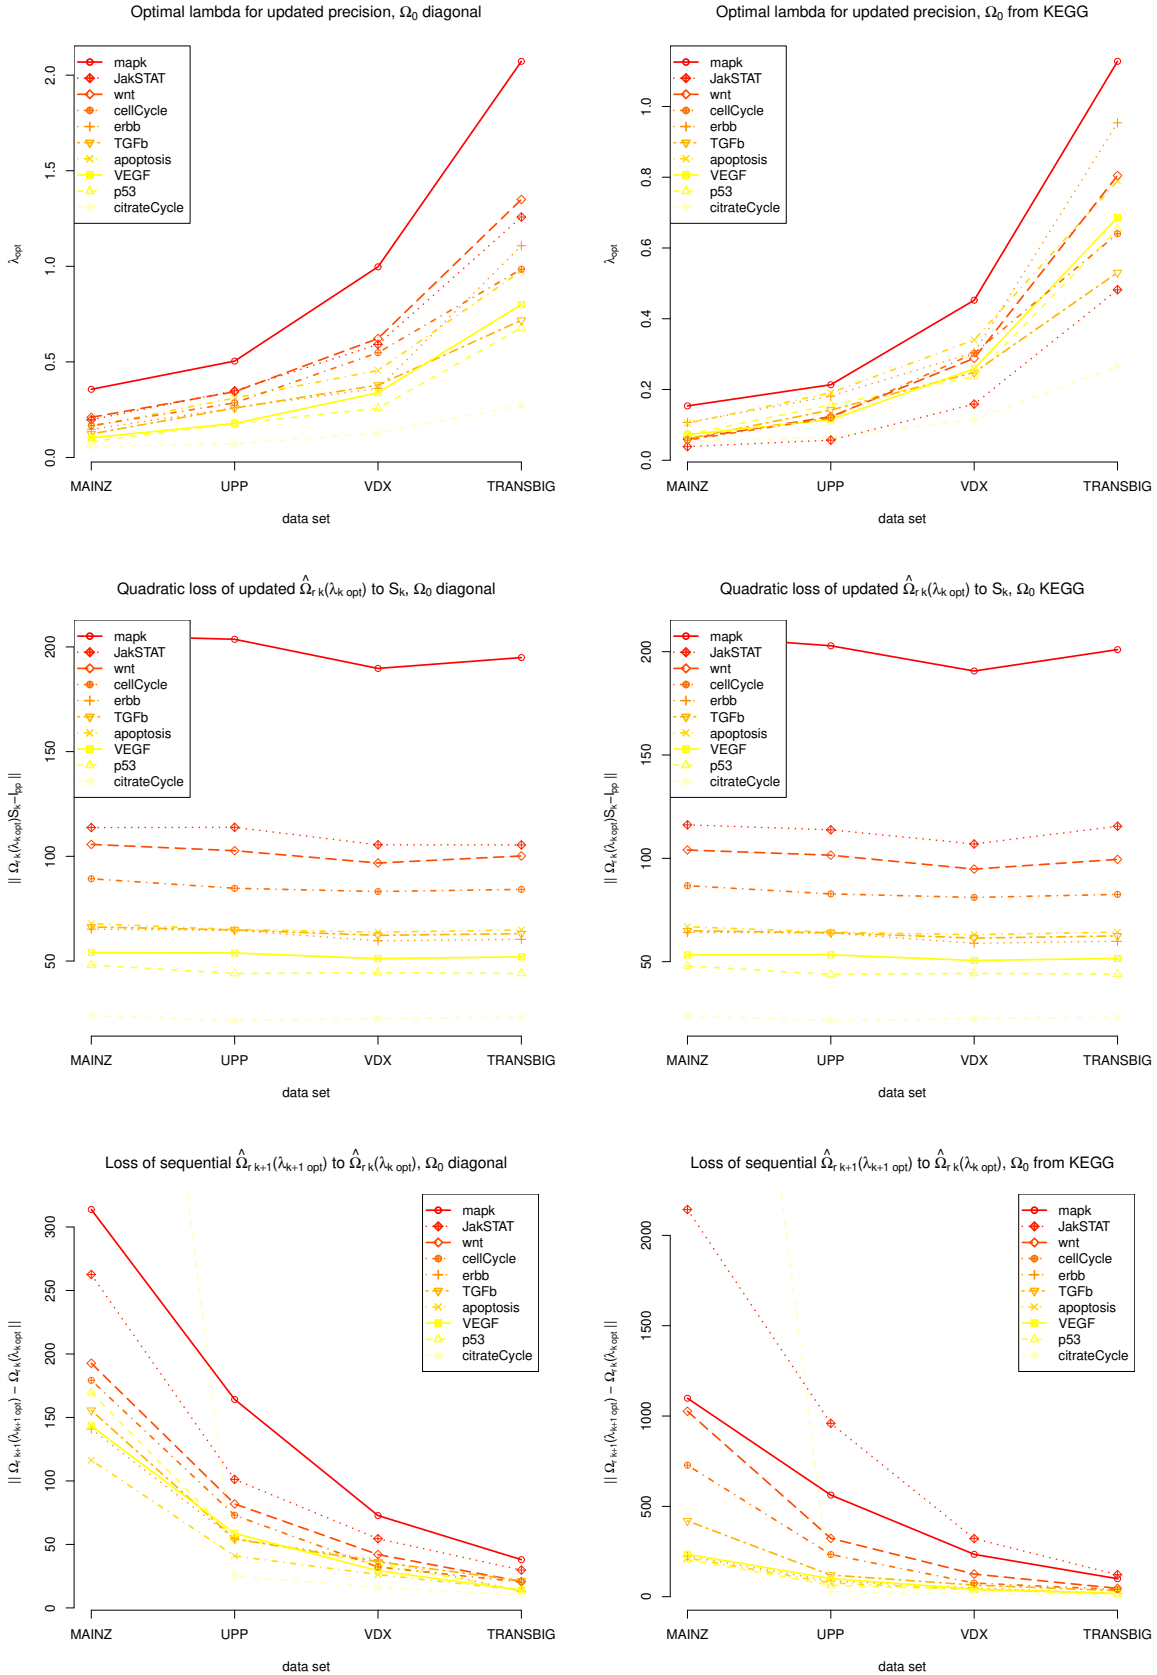 Optimal lambda for updated precision, Ω₀ diagonal
λopt
0.0
0.5
1.0
1.5
2.0
mapk
JakSTAT
wnt
cellCycle
erbb
TGFb
apoptosis
VEGF
p53
citrateCycle
MAINZ UPP VDX TRANSBIG
data set
Optimal lambda for updated precision, Ω₀ from KEGG
λopt
0.0
0.2
0.4
0.6
0.8
1.0
mapk
JakSTAT
wnt
cellCycle
erbb
TGFb
apoptosis
VEGF
p53
citrateCycle
MAINZ UPP VDX TRANSBIG
data set
Quadratic loss of updated Ω̂r k(λk opt) to Sk, Ω₀ diagonal
|| Ωr k(λk opt)Sk−Ipp ||
50
100
150
200
mapk
JakSTAT
wnt
cellCycle
erbb
TGFb
apoptosis
VEGF
p53
citrateCycle
MAINZ UPP VDX TRANSBIG
data set
Quadratic loss of updated Ω̂r k(λk opt) to Sk, Ω₀ KEGG
|| Ωr k(λk opt)Sk−Ipp ||
50
100
150
200
mapk
JakSTAT
wnt
cellCycle
erbb
TGFb
apoptosis
VEGF
p53
citrateCycle
MAINZ UPP VDX TRANSBIG
data set
Loss of sequential Ω̂r k+1(λk+1 opt) to Ω̂r k(λk opt), Ω₀ diagonal
|| Ωr k+1(λk+1 opt) − Ωr k(λk opt ||
0
50
100
150
200
250
300
mapk
JakSTAT
wnt
cellCycle
erbb
TGFb
apoptosis
VEGF
p53
citrateCycle
MAINZ UPP VDX TRANSBIG
data set
Loss of sequential Ω̂r k+1(λk+1 opt) to Ω̂r k(λk opt), Ω₀ from KEGG
|| Ωr k+1(λk+1 opt) − Ωr k(λk opt ||
0
500
1000
1500
2000
mapk
JakSTAT
wnt
cellCycle
erbb
TGFb
apoptosis
VEGF
p53
citrateCycle
MAINZ UPP VDX TRANSBIG
data set